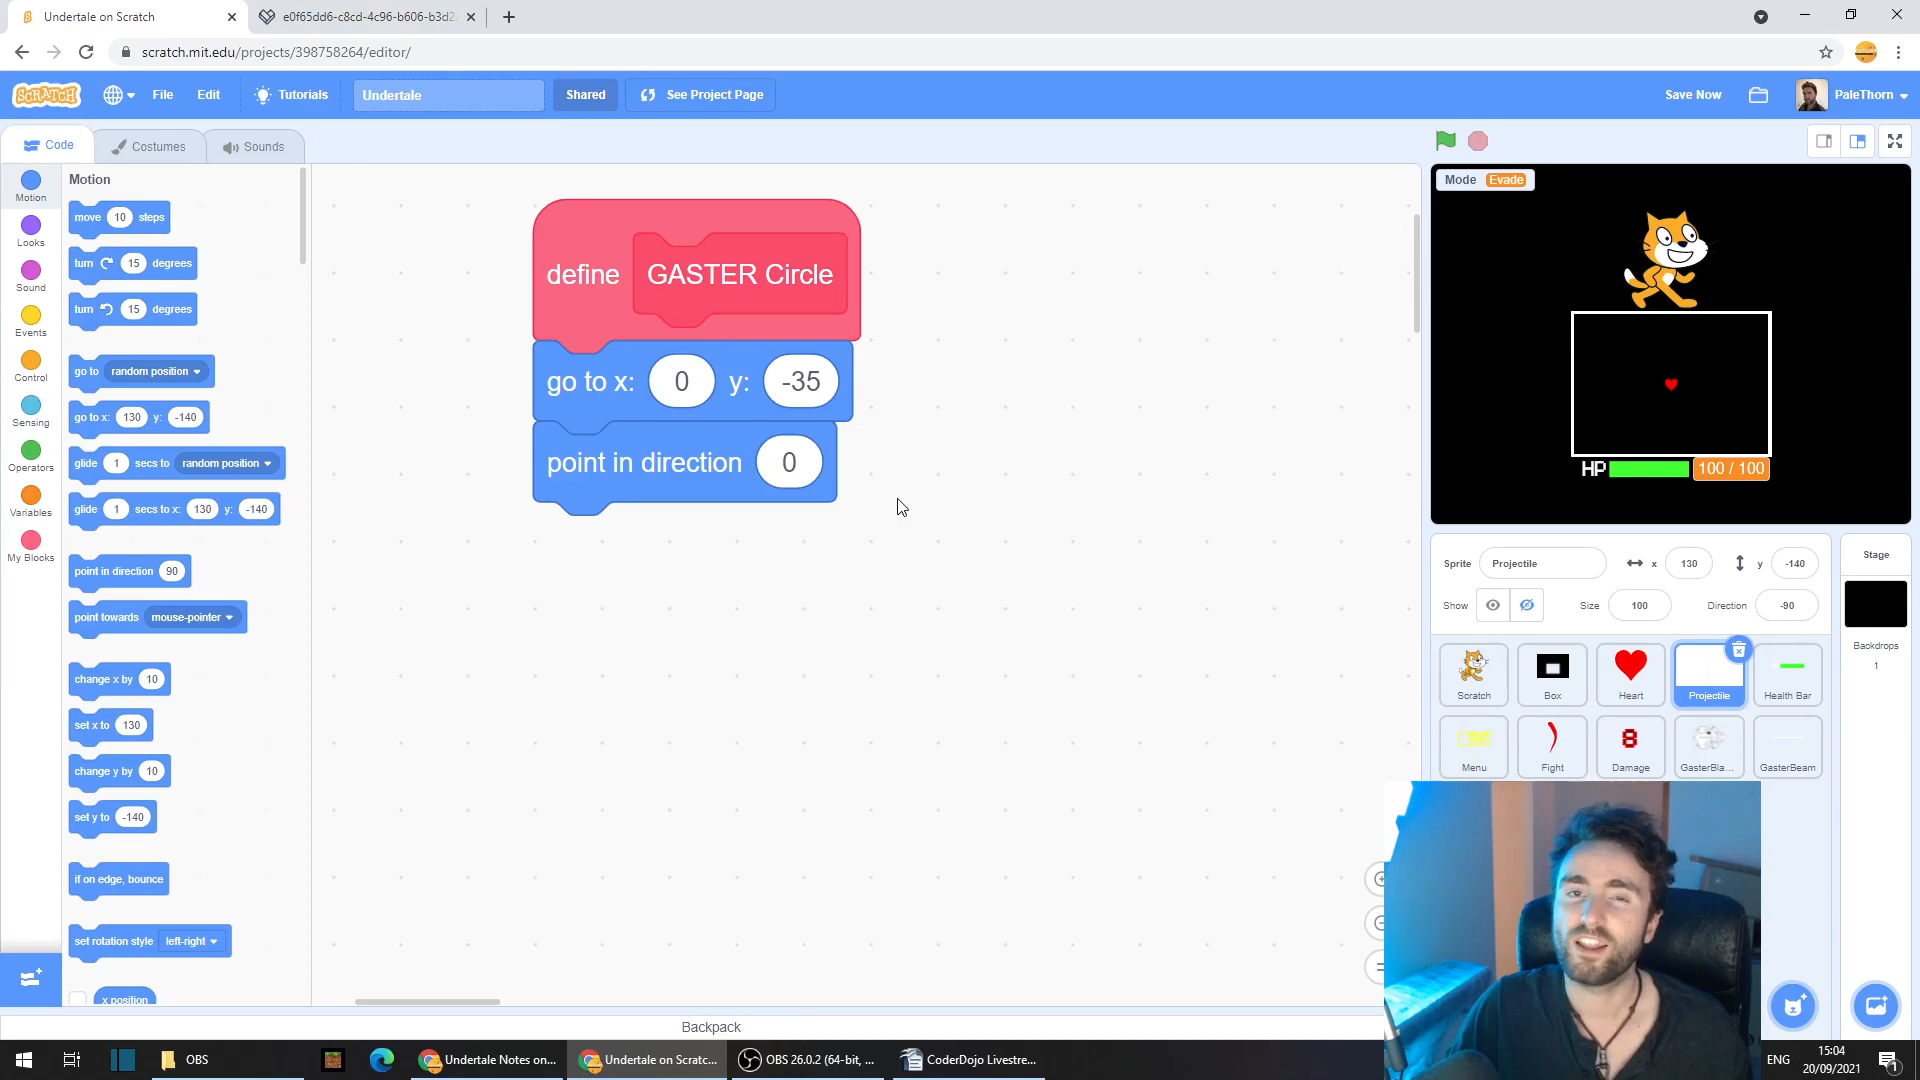 Undertale on Scratch
e0f65dd6-c8cd-4c96-b606-b3d2
scratch.mit.edu/projects/398758264/editor/
SCRATCH
File
Edit
Tutorials
Undertale
Shared
See Project Page
Save Now
PaleThorn
Code
Costumes
Sounds
Motion
Looks
Sound
Events
Control
Sensing
Operators
Variables
My Blocks
Motion
move 10 steps
turn 15 degrees
turn 15 degrees
go to random position
go to x: 130 y: -140
glide 1 secs to random position
glide 1 secs to x: 130 y: -140
point in direction 90
point towards mouse-pointer
change x by 10
set x to 130
change y by 10
set y to -140
if on edge, bounce
set rotation style left-right
x position
define GASTER Circle
go to x: 0 y: -35
point in direction 0
Mode Evade
HP 100 / 100
Sprite Projectile x 130 y -140
Show Size 100 Direction -90
Scratch
Box
Heart
Projectile
Health Bar
Menu
Fight
8
Damage
GasterBla...
GasterBeam
Stage
Backdrops
1
Backpack
OBS
Undertale Notes on...
Undertale on Scratc...
OBS 26.0.2 (64-bit, ...
CoderDojo Livestre...
ENG
15:04
20/09/2021
1